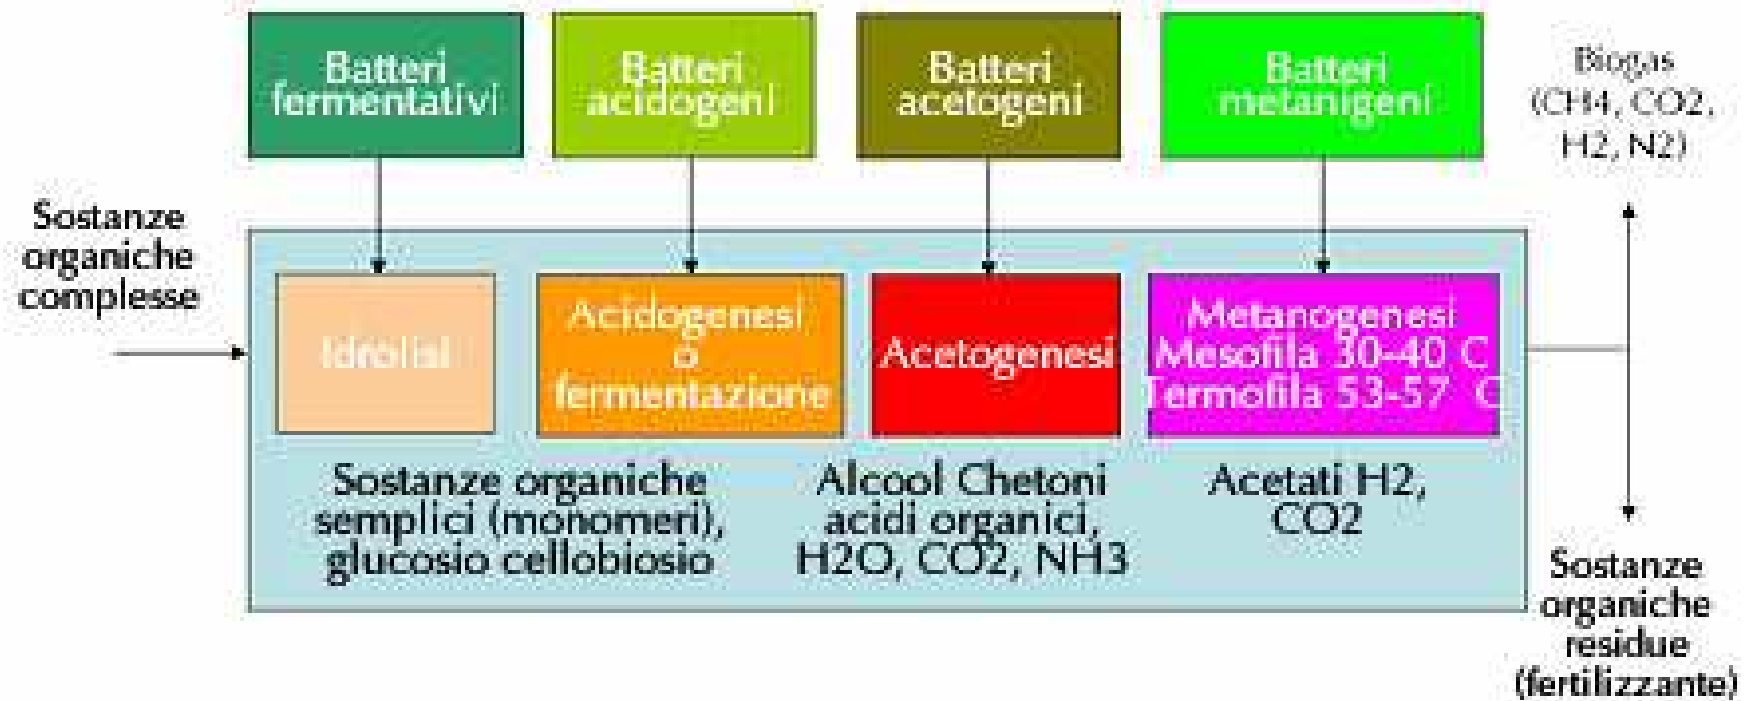 Batteri
fermentativi
Batteri
acidogeni
Batteri
acetogeni
Batteri
metanigeni
Biogas
(CH4, CO2,
H2, N2)
Sostanze
organiche
complesse
Idrolisi
Acidogenesi
o
fermentazione
Acetogenesi
Metanogenesi
Mesofila 30-40 C
Termofila 53-57 C
Sostanze organiche
semplici (monomeri),
glucosio cellobiosio
Alcool Chetoni
acidi organici,
H2O, CO2, NH3
Acetati H2,
CO2
Sostanze
organiche
residue
(fertilizzante)